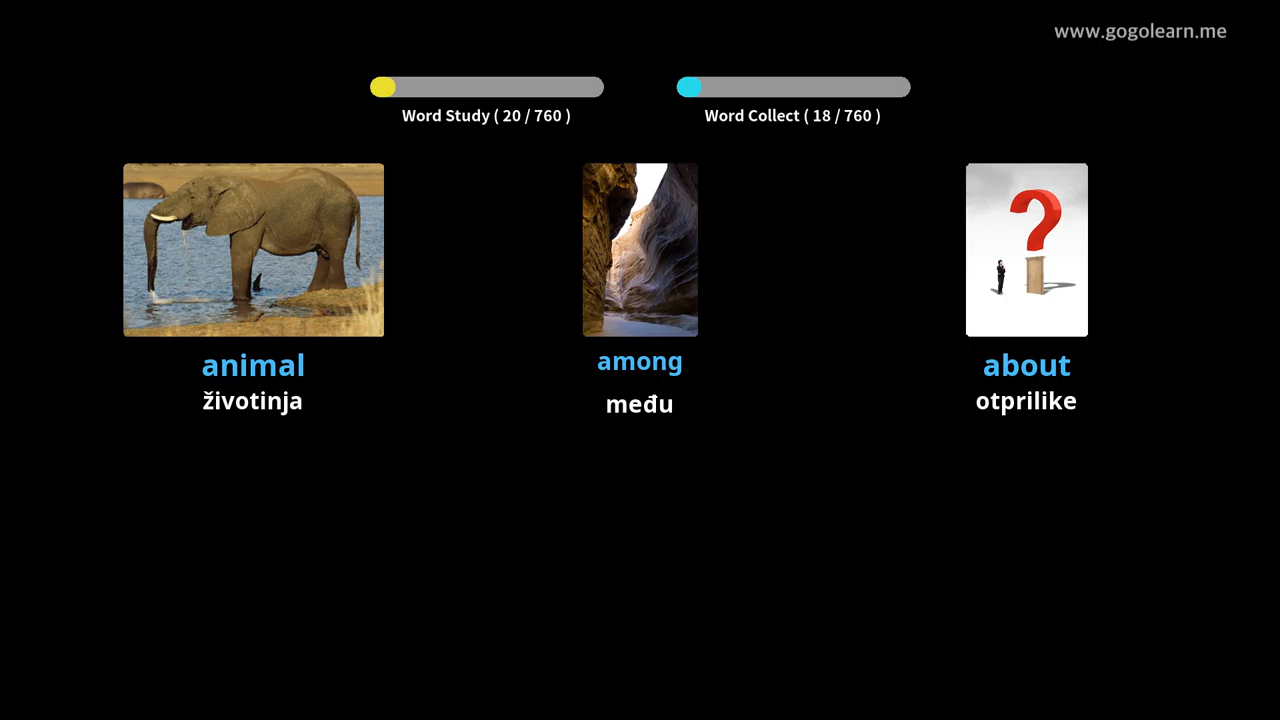 www.gogolearn.me
Word Study ( 20 / 760 )
Word Collect ( 18 / 760 )
animal
životinja
among
među
about
otprilike